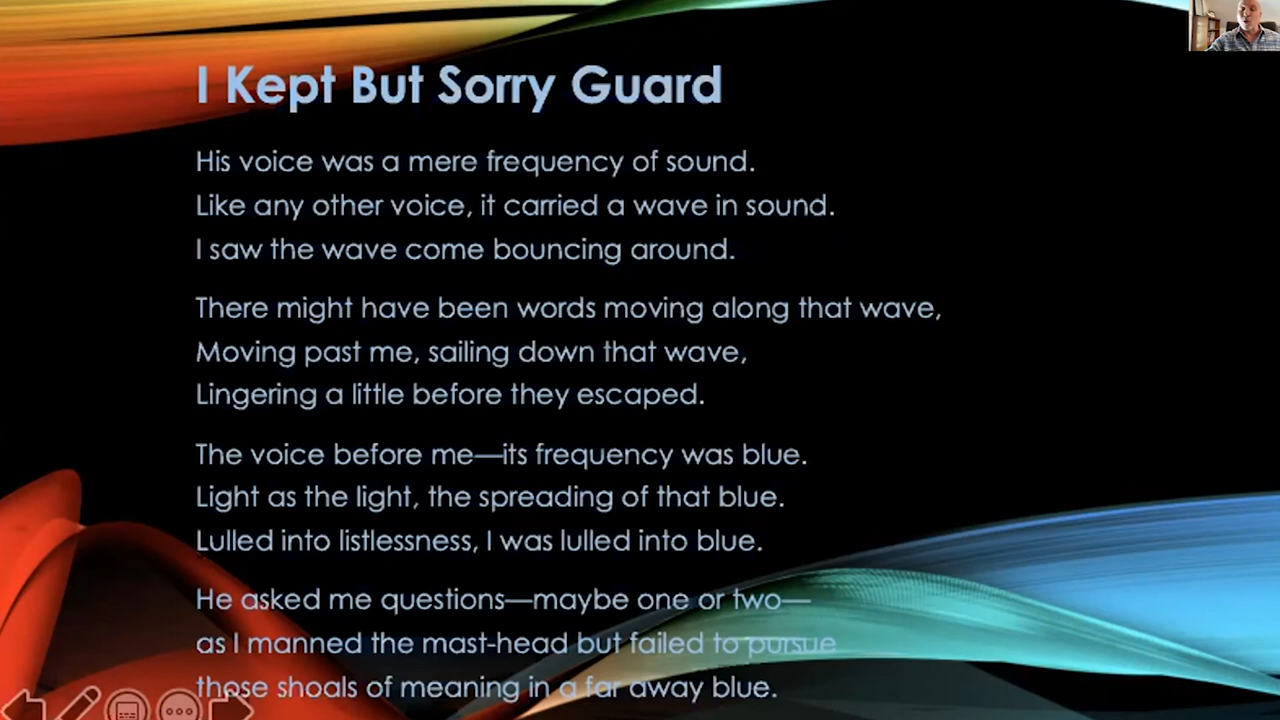 I Kept But Sorry Guard
His voice was a mere frequency of sound.
Like any other voice, it carried a wave in sound.
I saw the wave come bouncing around.
There might have been words moving along that wave,
Moving past me, sailing down that wave,
Lingering a little before they escaped.
The voice before me—its frequency was blue.
Light as the light, the spreading of that blue.
Lulled into listlessness, I was lulled into blue.
He asked me questions—maybe one or two—
as I manned the mast-head but failed to pursue
those shoals of meaning in a far away blue.